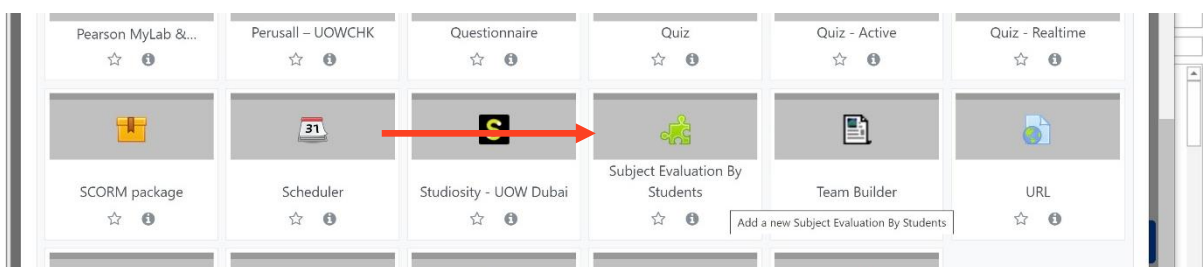 Pearson MyLab &...
Perusall – UOWCHK
Questionnaire
Quiz
Quiz - Active
Quiz - Realtime
31
S
SCORM package
Scheduler
Studiosity - UOW Dubai
Subject Evaluation By
Students
Team Builder
URL
Add a new Subject Evaluation By Students